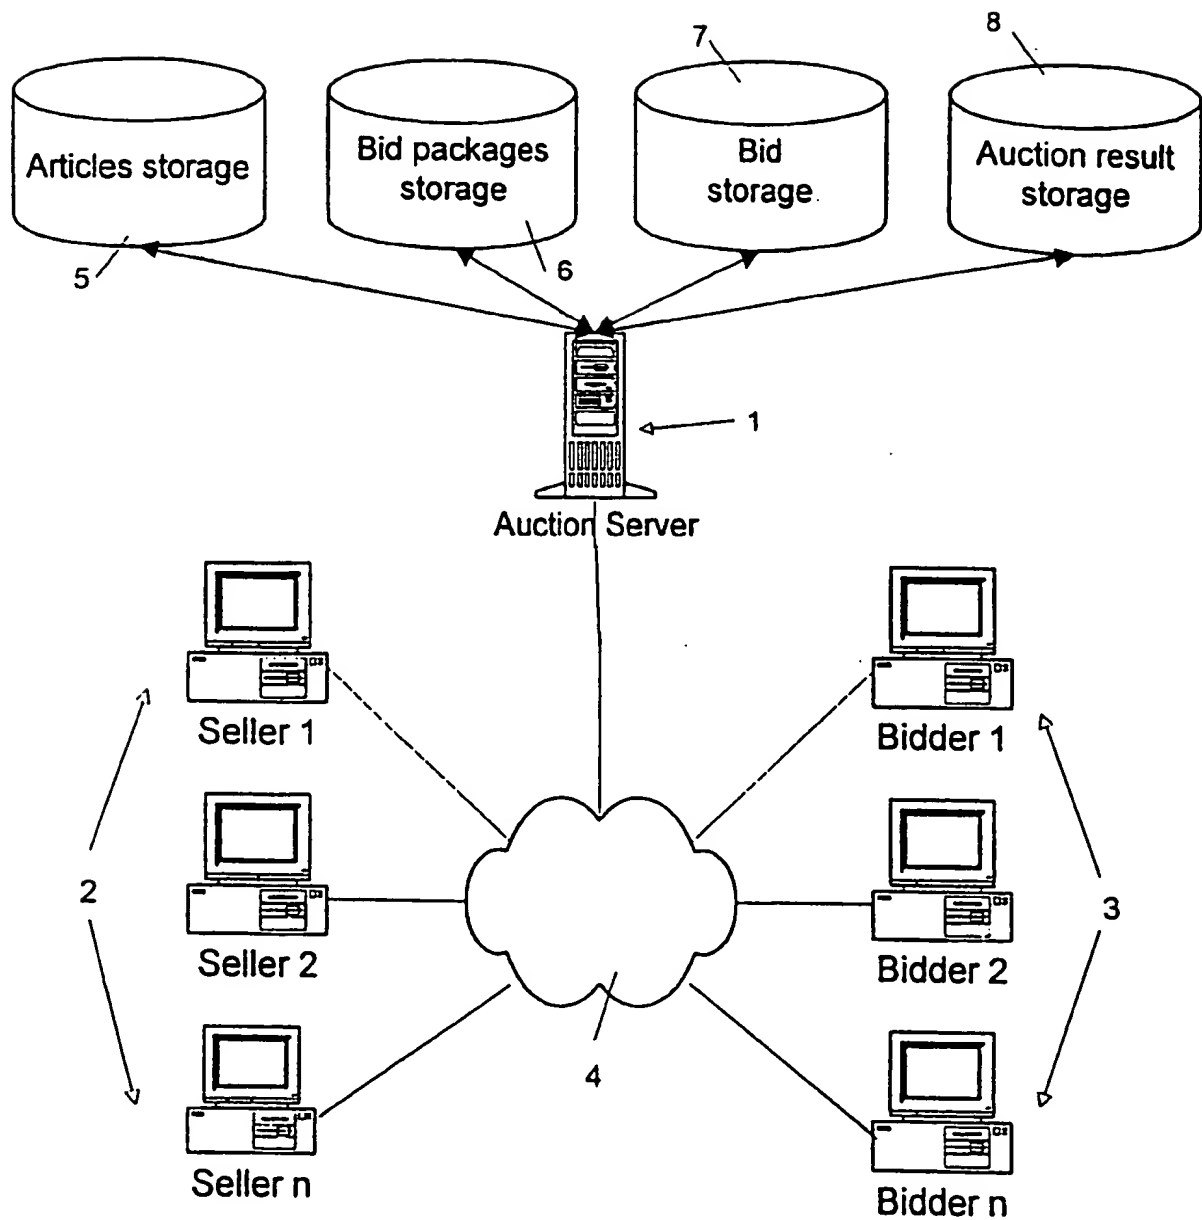 8
7
Articles storage
Bid packages
storage
Bid
storage
Auction result
storage
5
6
1
Auction Server
Seller 1
Bidder 1
2
3
Seller 2
Bidder 2
4
Seller n
Bidder n